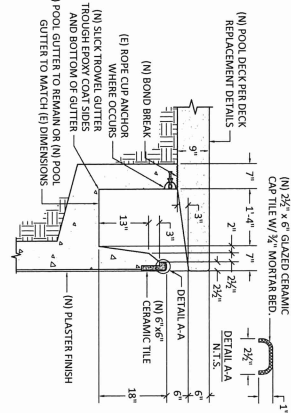 (N) POOL DECK PER DECK
REPLACEMENT DETAILS
(N) BOND BREAK
(E) ROPE CUP ANCHOR
WHERE OCCURS
(N) SLICK TROWEL GUTTER
TROUGH EPOXY COAT SIDES
AND BOTTOM OF GUTTER
) POOL GUTTER TO REMAIN OR (N) POOL
GUTTER TO MATCH (E) DIMENSIONS
9"
3"
13"
3"
7"
1'-4"
2"
7"
2½"
2½"
(N) 2½" x 6" GLAZED CERAMIC
CAP TILE W/ ¾" MORTAR BED.
1"
2½"
DETAIL A-A
N.T.S.
DETAIL A-A
(N) 6"x6"
CERAMIC TILE
(N) PLASTER FINISH
6"
6"
18"